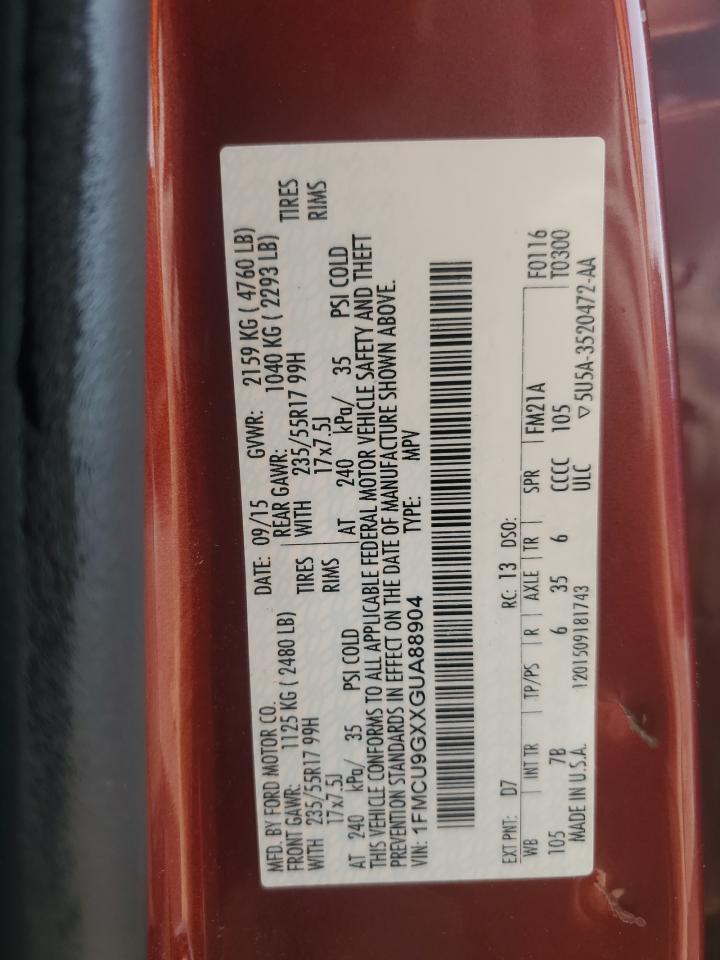 MFD. BY FORD MOTOR CO. DATE: 09/15 GVWR: 2159 KG ( 4760 LB)
FRONT GAWR: 1125 KG ( 2480 LB) REAR GAWR: 1040 KG ( 2293 LB)
WITH 235/55R17 99H TIRES WITH 235/55R17 99H TIRES
17x7.5J RIMS 17x7.5J RIMS
AT 240 kPa/ 35 PSI COLD AT 240 kPa/ 35 PSI COLD
THIS VEHICLE CONFORMS TO ALL APPLICABLE FEDERAL MOTOR VEHICLE SAFETY AND THEFT
PREVENTION STANDARDS IN EFFECT ON THE DATE OF MANUFACTURE SHOWN ABOVE.
VIN: 1FMCU9GXXGUA88904 TYPE: MPV
EXT PNT: D7 RC: 13 DSO: F0116
WB INT TR TP/PS R AXLE TR SPR FM21A T0300
105 7B 6 35 6 CCCC 105
MADE IN U.S.A. 1201509181743 ULC ▽5U5A-3520472-AA